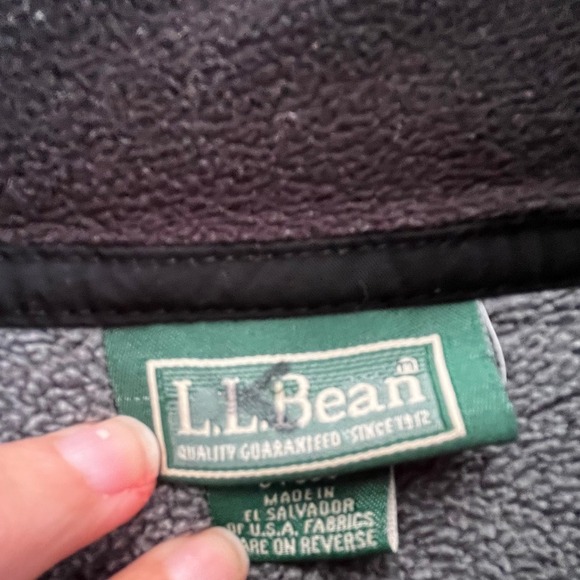 L.L.Bean
QUALITY GUARANTEED SINCE 1912
MADE IN
EL SALVADOR
OF U.S.A. FABRICS
CARE ON REVERSE